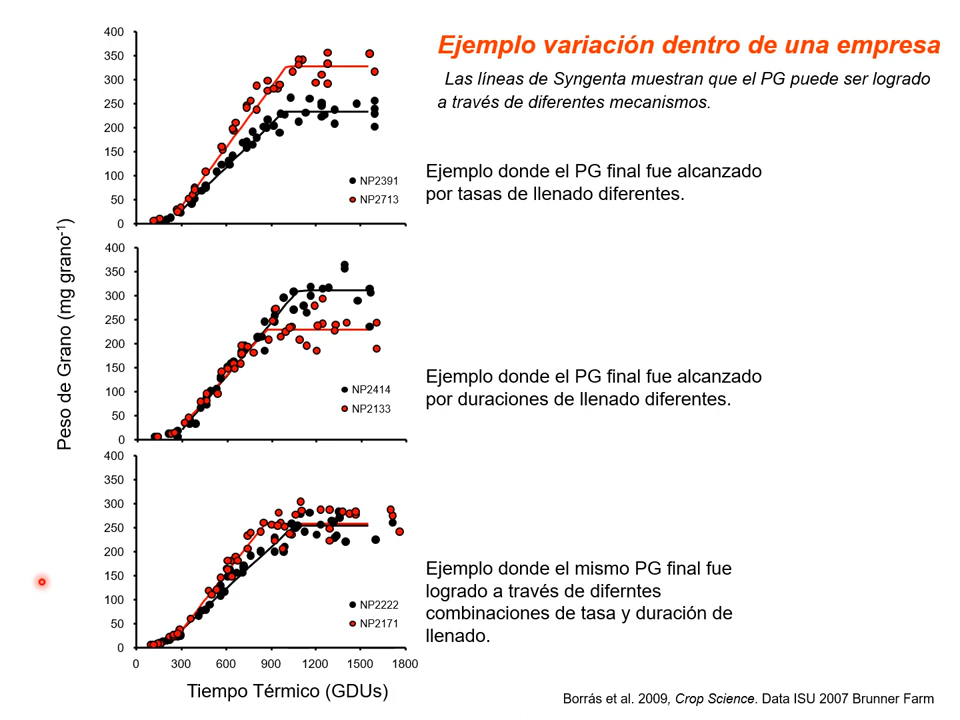 Ejemplo variación dentro de una empresa
Las líneas de Syngenta muestran que el PG puede ser logrado
a través de diferentes mecanismos.
Peso de Grano (mg grano-1)
400
350
300
250
200
150
100
50
0
NP2391
NP2713
Ejemplo donde el PG final fue alcanzado
por tasas de llenado diferentes.
400
350
300
250
200
150
100
50
0
NP2414
NP2133
Ejemplo donde el PG final fue alcanzado
por duraciones de llenado diferentes.
400
350
300
250
200
150
100
50
0
NP2222
NP2171
0 300 600 900 1200 1500 1800
Tiempo Térmico (GDUs)
Ejemplo donde el mismo PG final fue
logrado a través de difer​ntes
combinaciones de tasa y duración de
llenado.
Borrás et al. 2009, Crop Science. Data ISU 2007 Brunner Farm